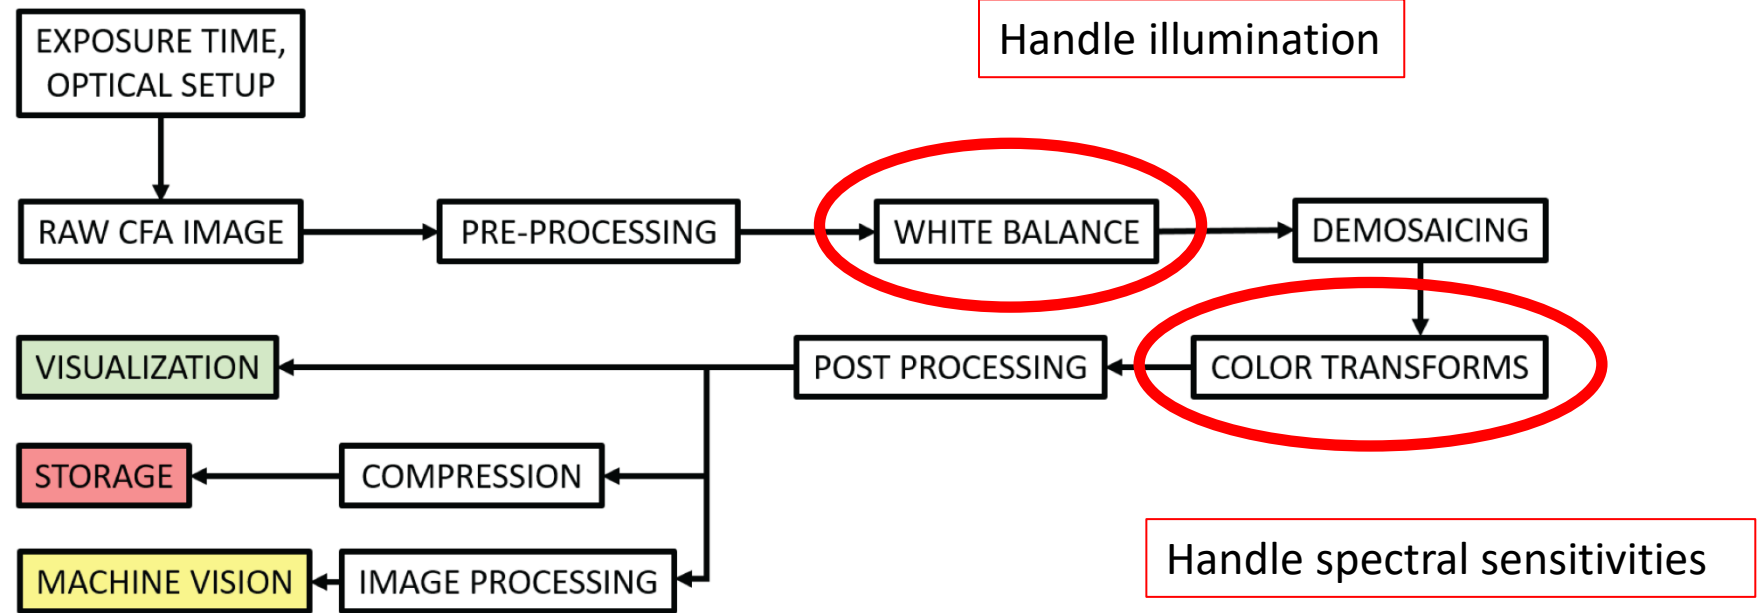 EXPOSURE TIME,
OPTICAL SETUP
Handle illumination
RAW CFA IMAGE
PRE-PROCESSING
WHITE BALANCE
DEMOSAICING
VISUALIZATION
POST PROCESSING
COLOR TRANSFORMS
STORAGE
COMPRESSION
MACHINE VISION
IMAGE PROCESSING
Handle spectral sensitivities